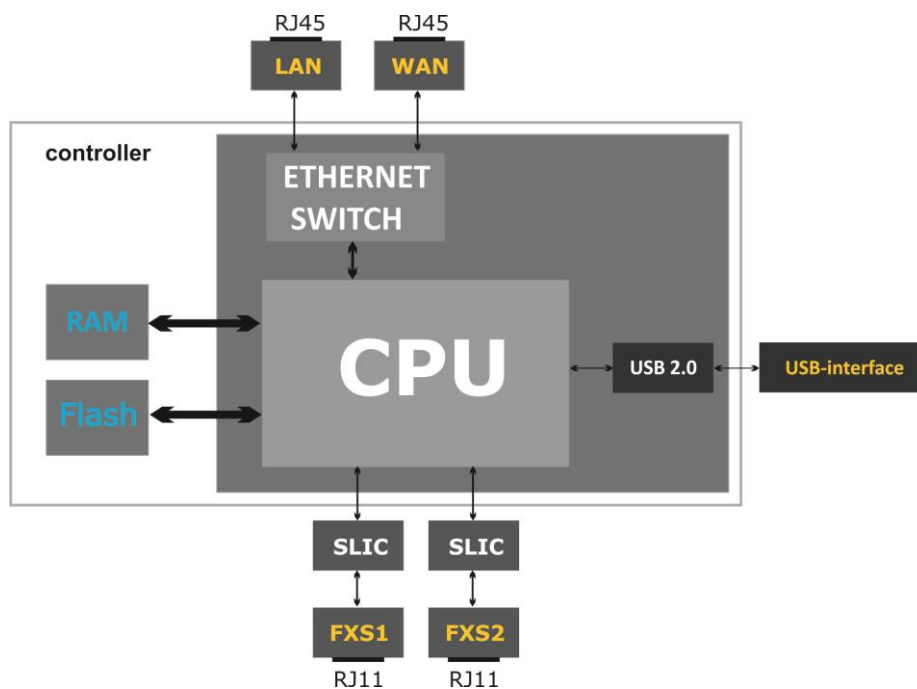 RJ45
RJ45
LAN
WAN
controller
ETHERNET
SWITCH
RAM
CPU
USB 2.0
USB-interface
Flash
SLIC
SLIC
FXS1
FXS2
RJ11
RJ11